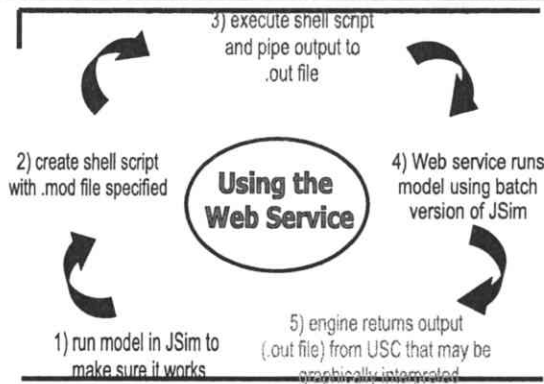 3) execute shell script
and pipe output to
.out file
2) create shell script
with .mod file specified
Using the
Web Service
4) Web service runs
model using batch
version of JSim
1) run model in JSim to
make sure it works
5) engine returns output
(.out file) from USC that may be
graphically interpreted